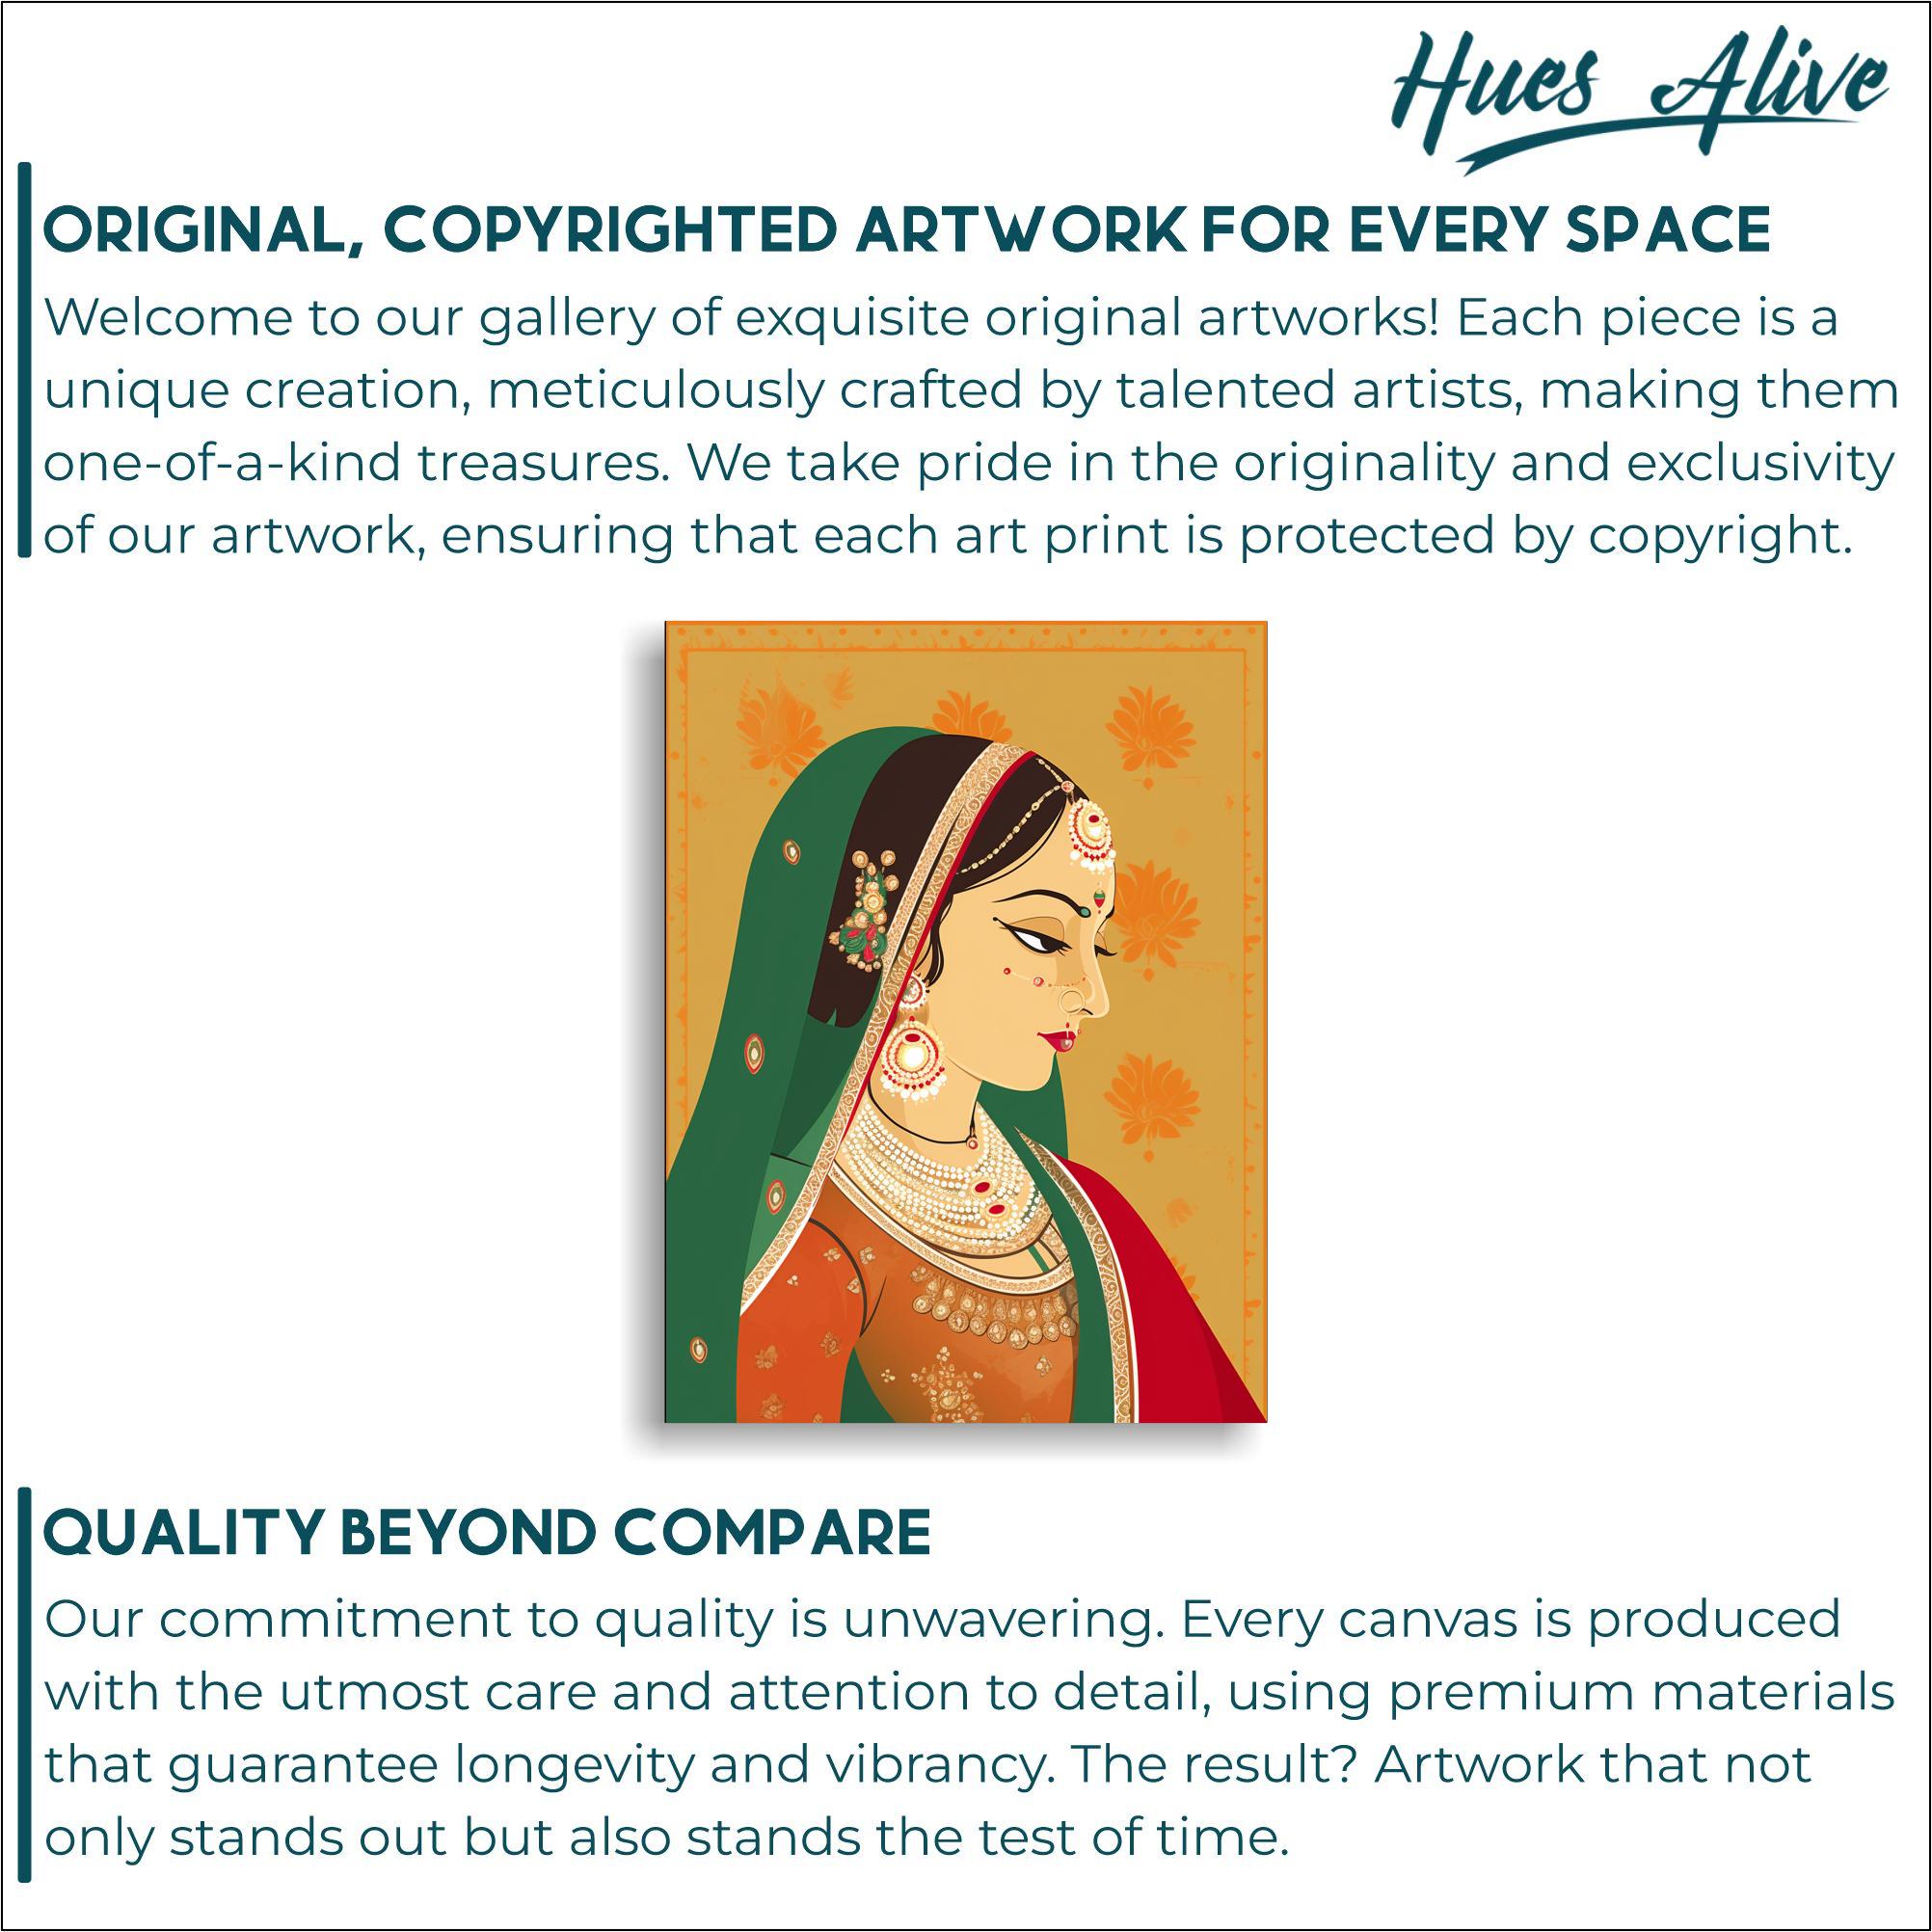 Hues Alive
ORIGINAL, COPYRIGHTED ARTWORK FOR EVERY SPACE
Welcome to our gallery of exquisite original artworks! Each piece is a
unique creation, meticulously crafted by talented artists, making them
one-of-a-kind treasures. We take pride in the originality and exclusivity
of our artwork, ensuring that each art print is protected by copyright.
QUALITY BEYOND COMPARE
Our commitment to quality is unwavering. Every canvas is produced
with the utmost care and attention to detail, using premium materials
that guarantee longevity and vibrancy. The result? Artwork that not
only stands out but also stands the test of time.